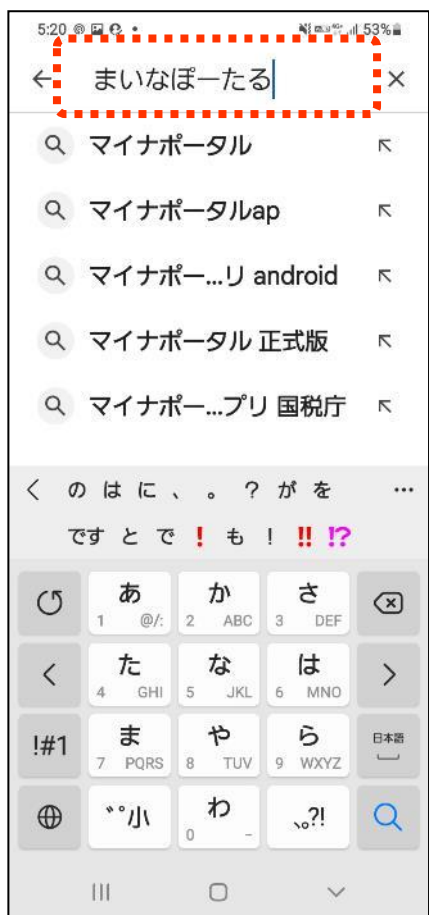 5:20 53%
まいなぽーたる
マイナポータル
マイナポータルap
マイナポー...リ android
マイナポータル 正式版
マイナポー...プリ 国税庁
の は に 、 。 ? が を ...
です と で ! も ! !! !?
あ 1 @/: か 2 ABC さ 3 DEF
た 4 GHI な 5 JKL は 6 MNO
!#1 ま 7 PQRS や 8 TUV ら 9 WXYZ 日本語
゛゜小 わ 0 - 、。?!